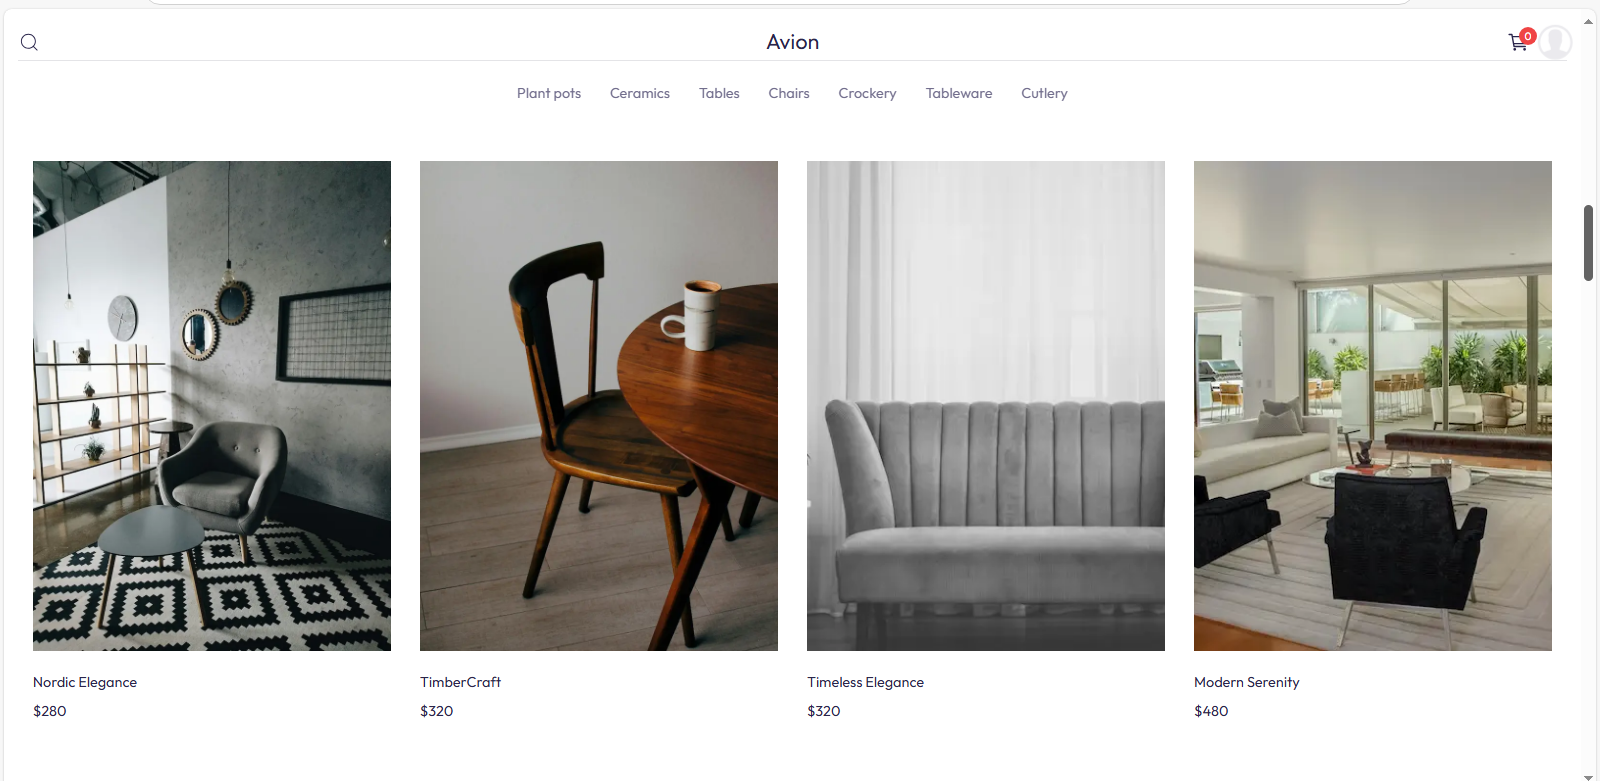 Avion
0
Plant pots Ceramics Tables Chairs Crockery Tableware Cutlery
Nordic Elegance
$280
TimberCraft
$320
Timeless Elegance
$320
Modern Serenity
$480